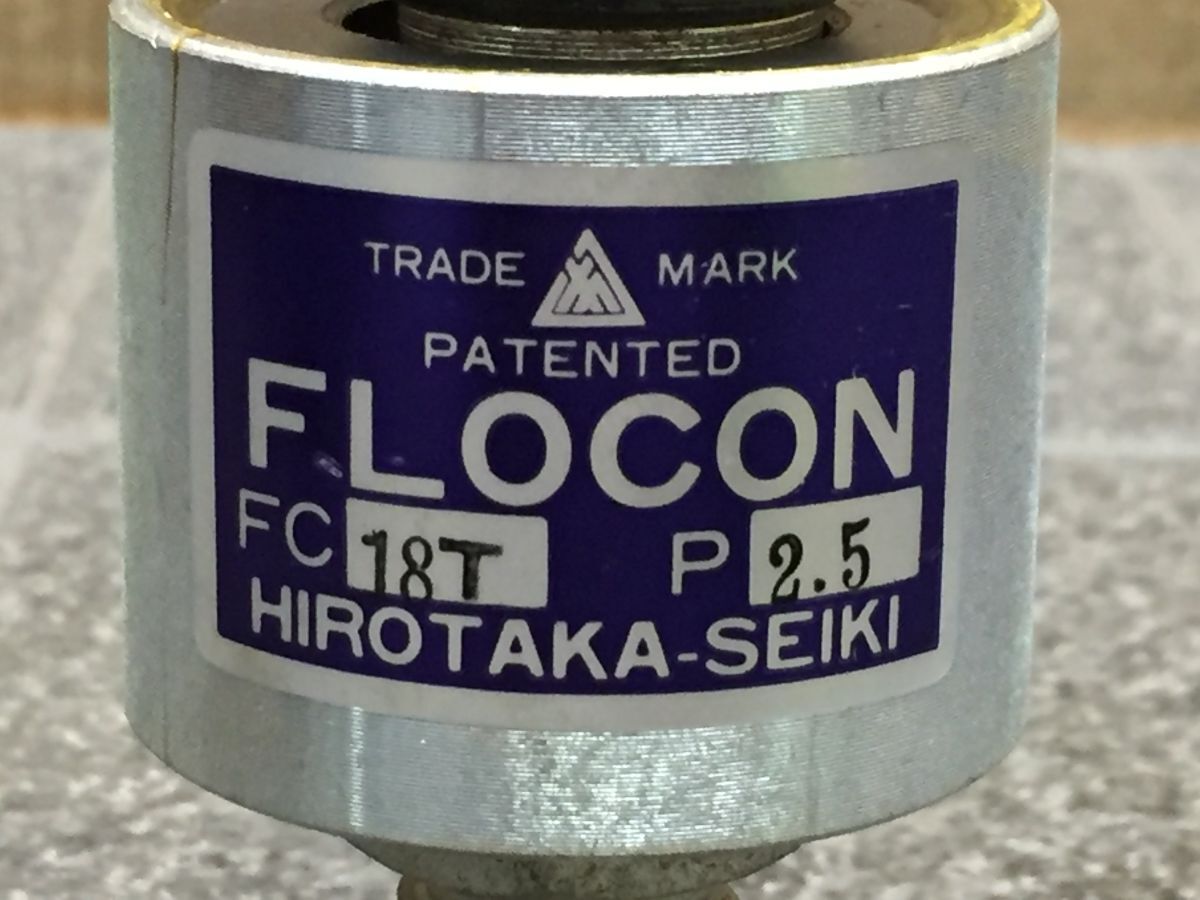 TRADE MARK
PATENTED
FLOCON
FC 18T P 2.5
HIROTAKA-SEIKI